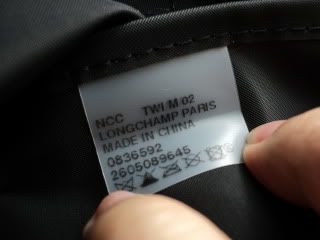 NCC TWI M 02
LONGCHAMP PARIS
MADE IN CHINA
0836592
2605089645